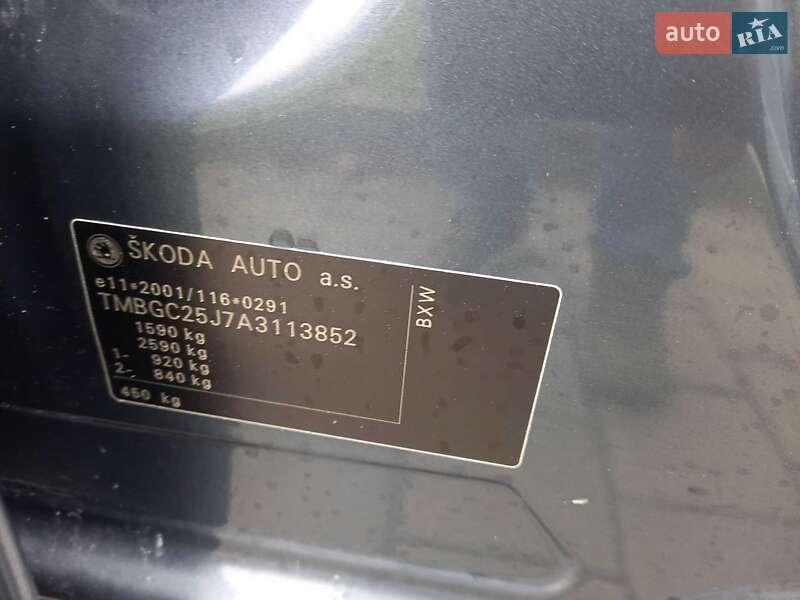 auto RIA .com
ŠKODA AUTO a.s.
e11*2001/116*0291
TMBGC25J7A3113852
1590 kg
2590 kg
1- 920 kg
2- 840 kg
450 kg
BXW